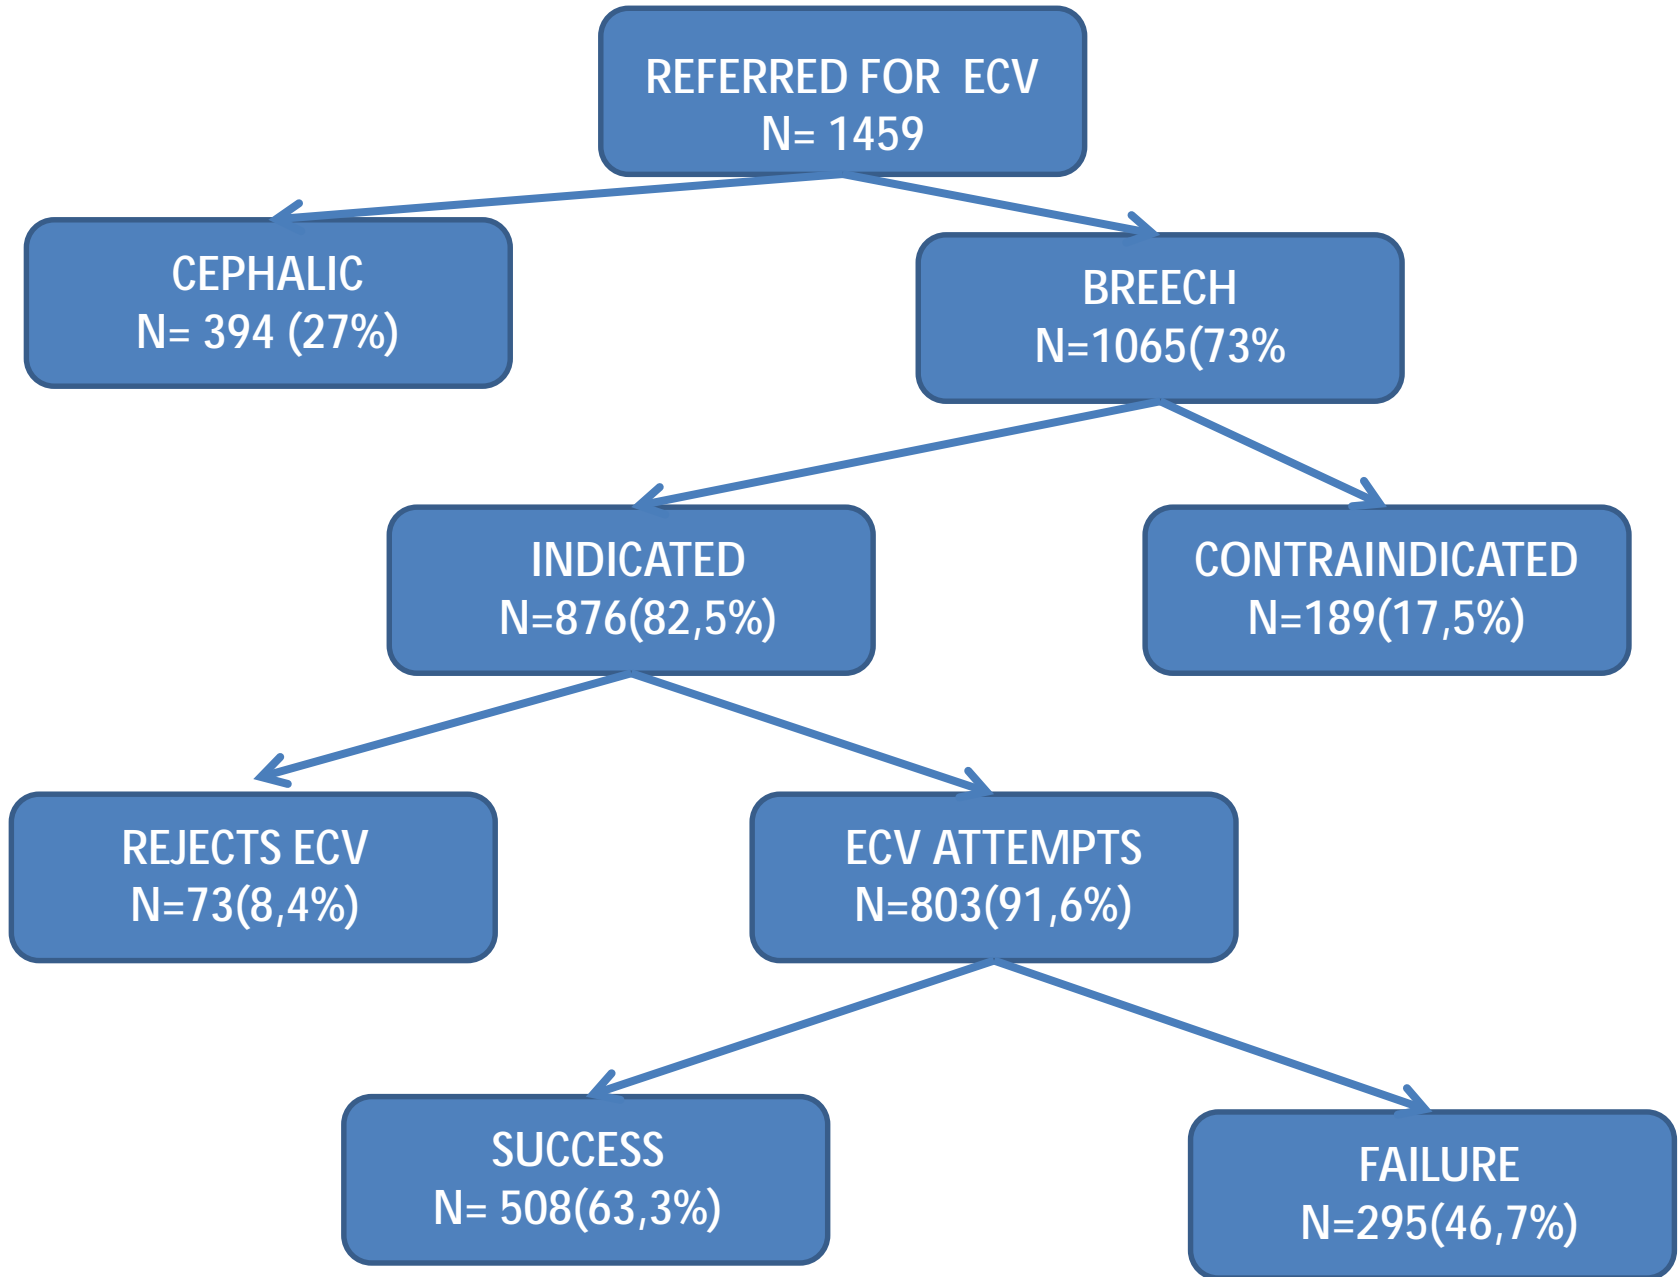 REFERRED FOR ECV
N= 1459
CEPHALIC
N= 394 (27%)
BREECH
N=1065(73%
INDICATED
N=876(82,5%)
CONTRAINDICATED
N=189(17,5%)
REJECTS ECV
N=73(8,4%)
ECV ATTEMPTS
N=803(91,6%)
SUCCESS
N= 508(63,3%)
FAILURE
N=295(46,7%)